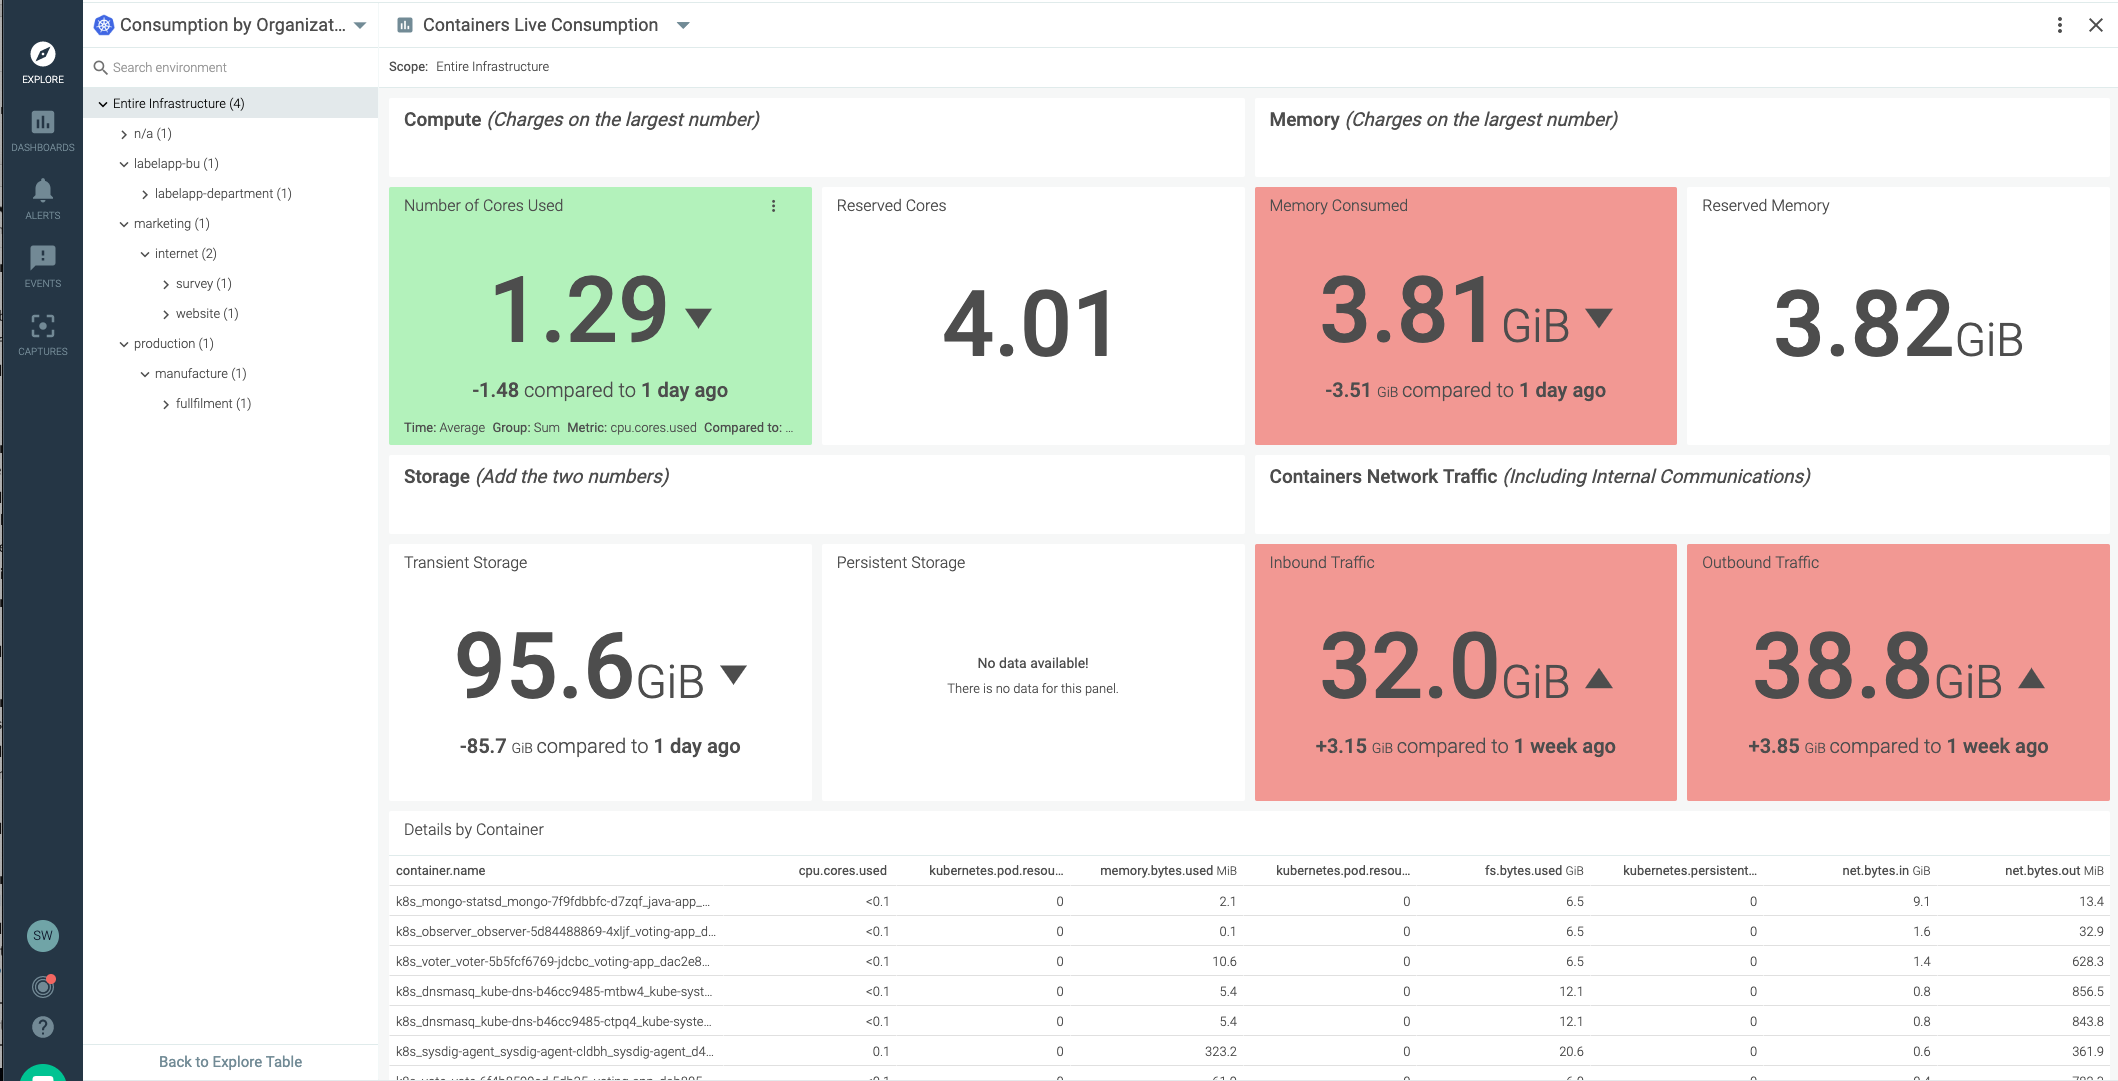 Consumption by Organizat...
Containers Live Consumption
EXPLORE
DASHBOARDS
ALERTS
EVENTS
CAPTURES
SW
Search environment
Entire Infrastructure (4)
n/a (1)
labelapp-bu (1)
labelapp-department (1)
marketing (1)
internet (2)
survey (1)
website (1)
production (1)
manufacture (1)
fullfilment (1)
Back to Explore Table
Scope: Entire Infrastructure
Compute (Charges on the largest number)
Memory (Charges on the largest number)
Number of Cores Used
1.29
-1.48 compared to 1 day ago
Time: Average Group: Sum Metric: cpu.cores.used Compared to: ...
Reserved Cores
4.01
Memory Consumed
3.81 GiB
-3.51 GiB compared to 1 day ago
Reserved Memory
3.82 GiB
Storage (Add the two numbers)
Containers Network Traffic (Including Internal Communications)
Transient Storage
95.6 GiB
-85.7 GiB compared to 1 day ago
Persistent Storage
No data available!
There is no data for this panel.
Inbound Traffic
32.0 GiB
+3.15 GiB compared to 1 week ago
Outbound Traffic
38.8 GiB
+3.85 GiB compared to 1 week ago
Details by Container
container.name cpu.cores.used kubernetes.pod.resou... memory.bytes.used MiB kubernetes.pod.resou... fs.bytes.used GiB kubernetes.persistent... net.bytes.in GiB net.bytes.out MiB
k8s_mongo-statsd_mongo-7f9fdbbfc-d7zqf_java-app_... <0.1 0 2.1 0 6.5 0 9.1 13.4
k8s_observer_observer-5d84488869-4xljf_voting-app_d... <0.1 0 0.1 0 6.5 0 1.6 32.9
k8s_voter_voter-5b5fcf6769-jdcbc_voting-app_dac2e8... <0.1 0 10.6 0 6.5 0 1.4 628.3
k8s_dnsmasq_kube-dns-b46cc9485-mtbw4_kube-syst... <0.1 0 5.4 0 12.1 0 0.8 856.5
k8s_dnsmasq_kube-dns-b46cc9485-ctpq4_kube-syste... <0.1 0 5.4 0 12.1 0 0.8 843.8
k8s_sysdig-agent_sysdig-agent-cldbh_sysdig-agent_d4... 0.1 0 323.2 0 20.6 0 0.6 361.9